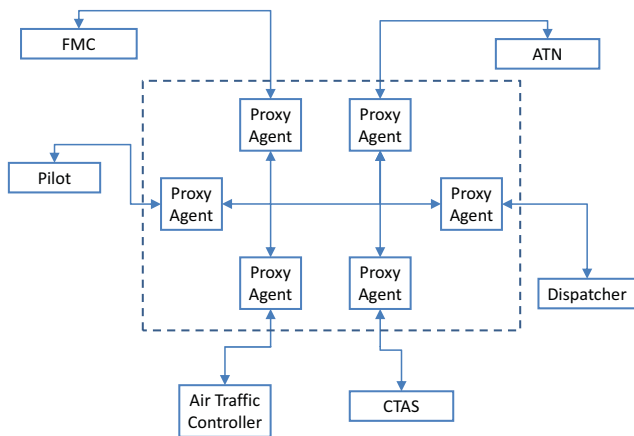 FMC
ATN
Proxy
Agent
Proxy
Agent
Pilot
Proxy
Agent
Proxy
Agent
Proxy
Agent
Proxy
Agent
Dispatcher
Air Traffic
Controller
CTAS